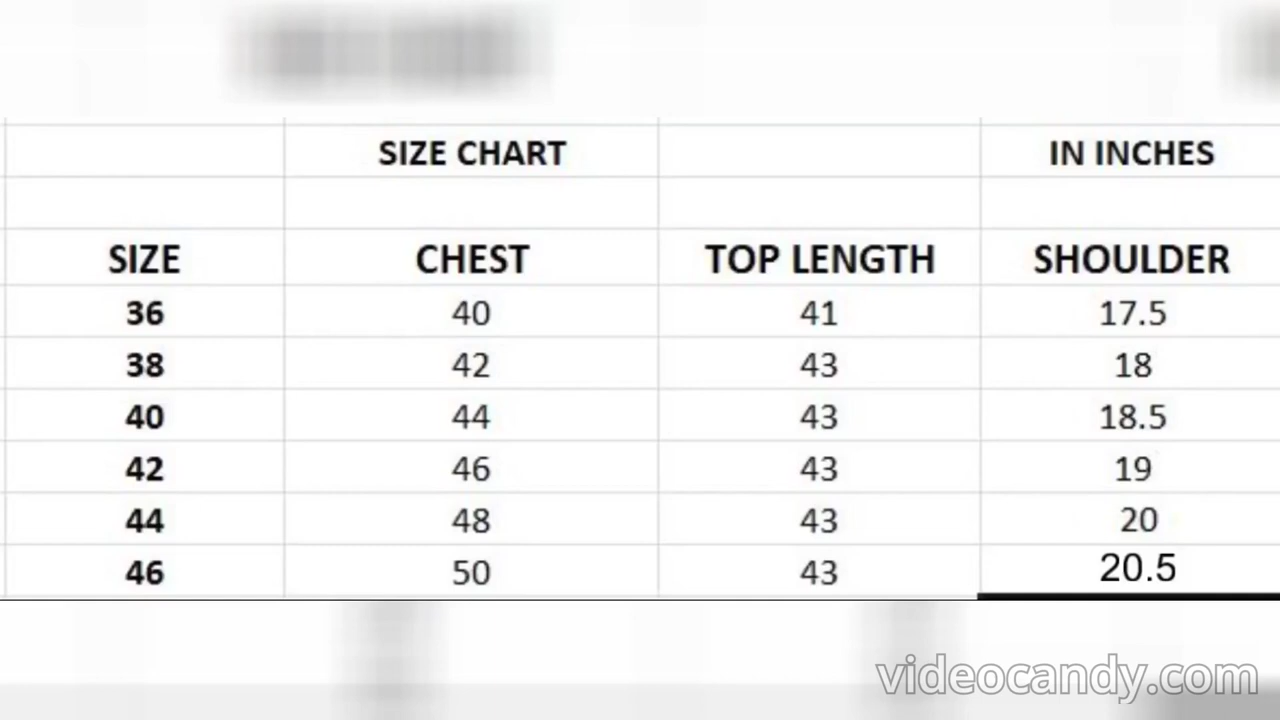 SIZE CHART IN INCHES
SIZE CHEST TOP LENGTH SHOULDER
36 40 41 17.5
38 42 43 18
40 44 43 18.5
42 46 43 19
44 48 43 20
46 50 43 20.5
videocandy.com